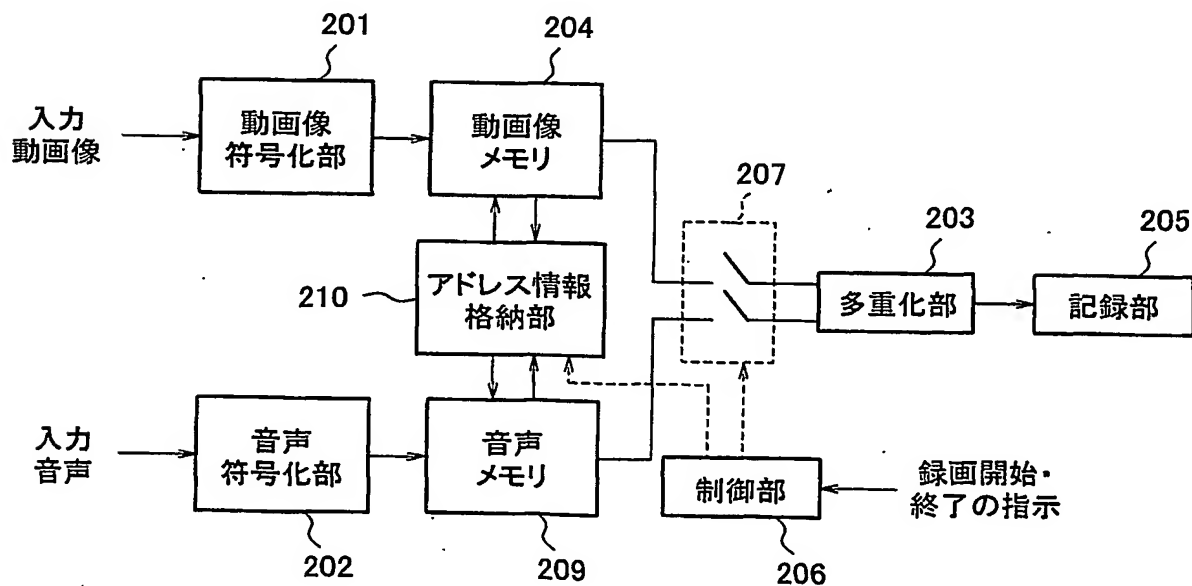 201
204
入力
動画像
動画像
符号化部
動画像
メモリ
207
203
205
210
アドレス情報
格納部
多重化部
記録部
入力
音声
音声
符号化部
音声
メモリ
制御部
録画開始・
終了の指示
202
209
206